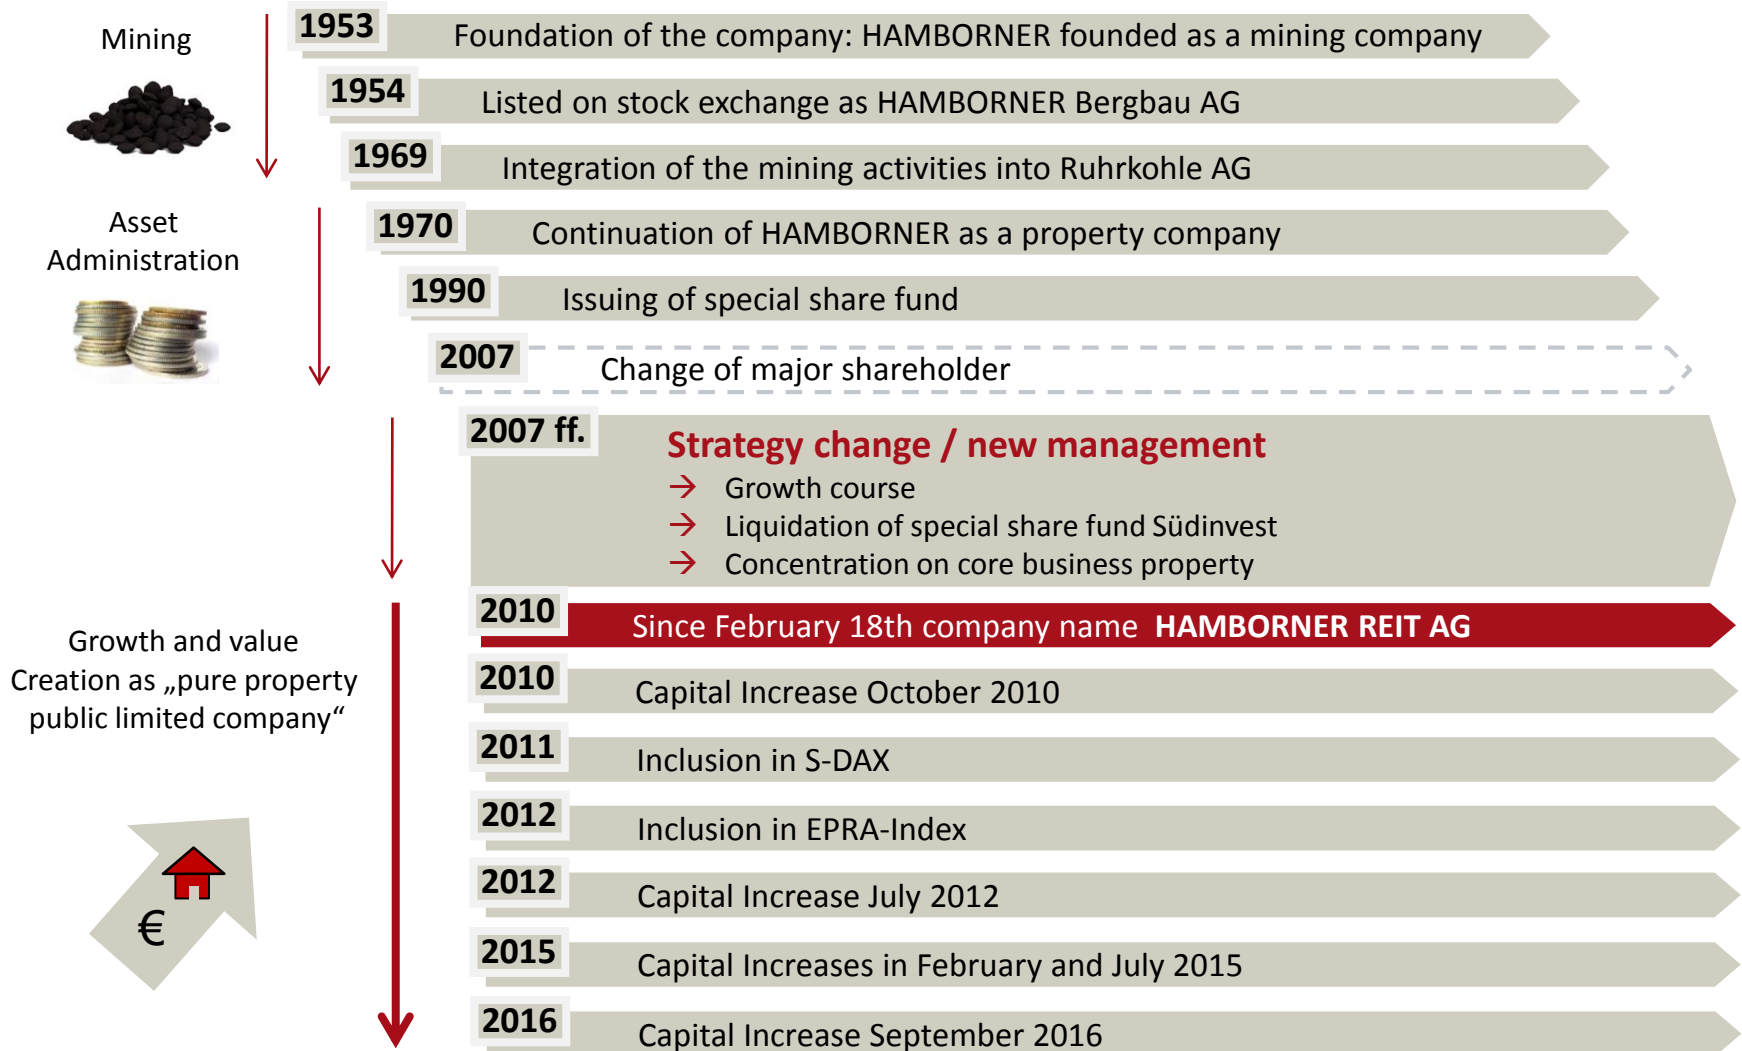 Mining
1953
Foundation of the company: HAMBORNER founded as a mining company
1954
Listed on stock exchange as HAMBORNER Bergbau AG
1969
Integration of the mining activities into Ruhrkohle AG
Asset
Administration
1970
Continuation of HAMBORNER as a property company
1990
Issuing of special share fund
2007
Change of major shareholder
2007 ff.
Strategy change / new management
→ Growth course
→ Liquidation of special share fund Südinvest
→ Concentration on core business property
2010
Since February 18th company name HAMBORNER REIT AG
Growth and value
Creation as „pure property
public limited company“
2010
Capital Increase October 2010
2011
Inclusion in S-DAX
2012
Inclusion in EPRA-Index
2012
Capital Increase July 2012
€
2015
Capital Increases in February and July 2015
2016
Capital Increase September 2016